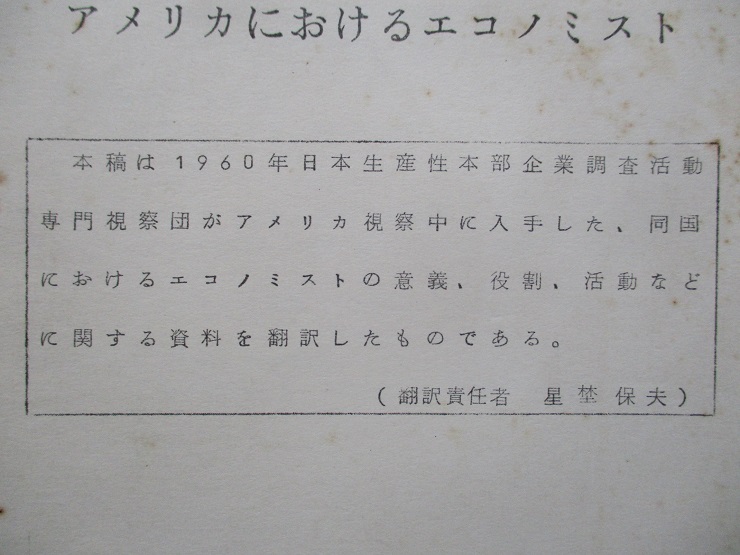 アメリカにおけるエコノミスト
本稿は1960年日本生産性本部企業調査活動
専門視察団がアメリカ視察中に入手した、同国
におけるエコノミストの意義、役割、活動など
に関する資料を翻訳したものである。
(翻訳責任者 星埜保夫)